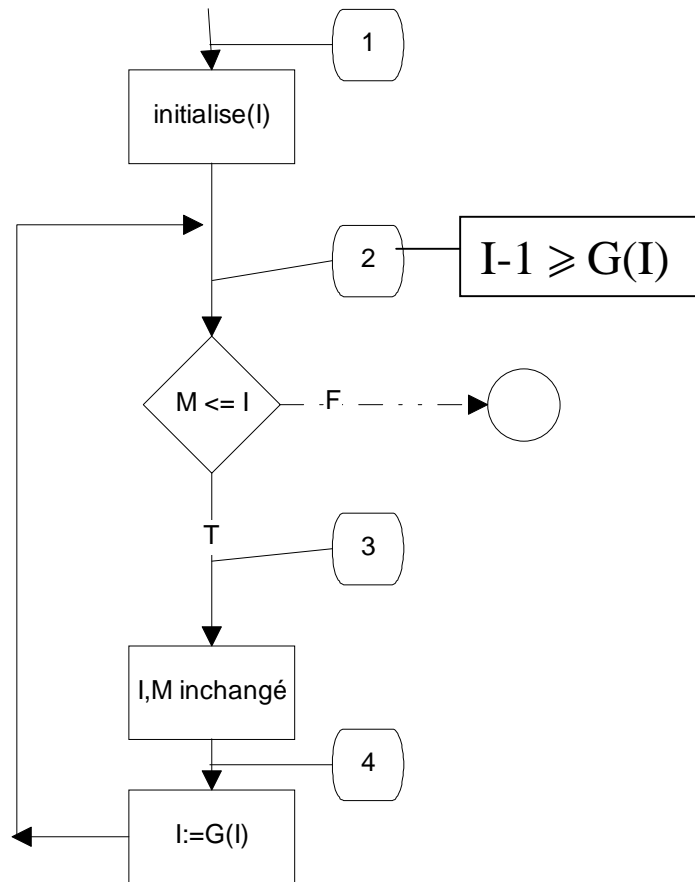 1
initialise(I)
2
I-1 ⩾ G(I)
M <= I
F
T
3
I,M inchangé
4
I:=G(I)